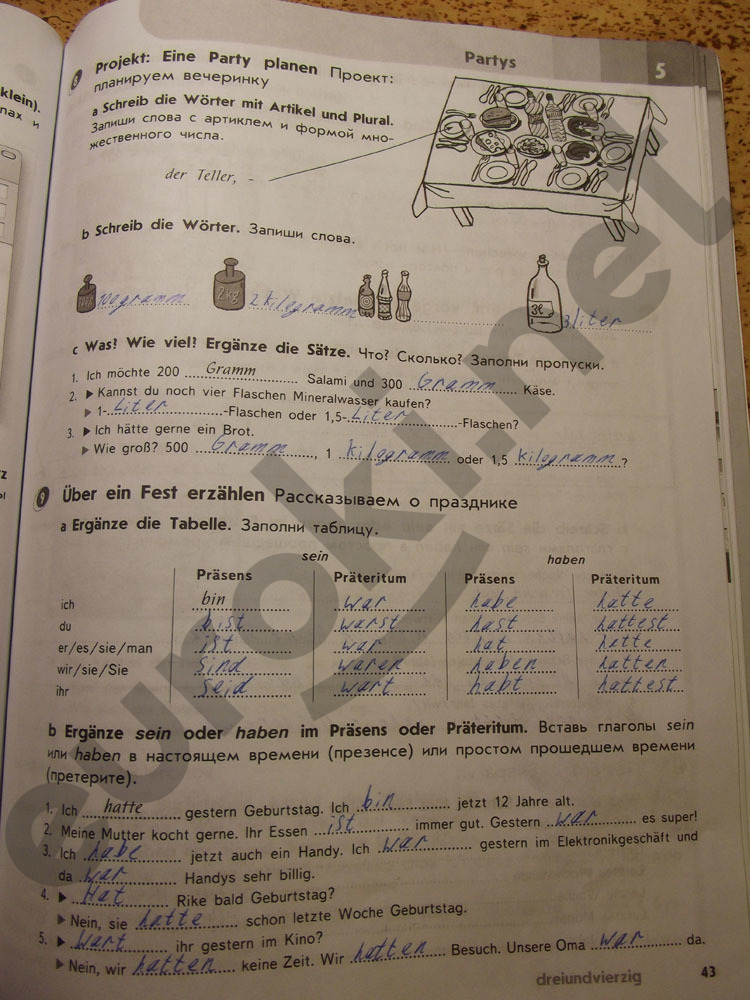 Partys
5
klein).
лах и
Projekt: Eine Party planen Проект:
планируем вечеринку
a Schreib die Wörter mit Artikel und Plural.
Запиши слова с артиклем и формой мно-
жественного числа.
der Teller, -
b Schreib die Wörter. Запиши слова.
gramm 2 kg 2 kilogramm 3ℓ 3 liter
c Was? Wie viel? Ergänze die Sätze. Что? Сколько? Заполни пропуски.
1. Ich möchte 200 Gramm Salami und 300 Gramm Käse.
2. ▶ Kannst du noch vier Flaschen Mineralwasser kaufen?
▶ 1-Liter-Flaschen oder 1,5-Liter-Flaschen?
3. ▶ Ich hätte gerne ein Brot.
▶ Wie groß? 500 Gramm, 1 kilogramm oder 1,5 kilogramm?
Über ein Fest erzählen Рассказываем о празднике
a Ergänze die Tabelle. Заполни таблицу.
sein haben
Präsens Präteritum Präsens Präteritum
ich bin war habe hatte
du bist warst hast hattest
er/es/sie/man ist war hat hette
wir/sie/Sie sind waren haben hatten
ihr seid wart habt hattest
b Ergänze sein oder haben im Präsens oder Präteritum. Вставь глаголы sein
или haben в настоящем времени (презенсе) или простом прошедшем времени
(претерите).
1. Ich hatte gestern Geburtstag. Ich bin jetzt 12 Jahre alt.
2. Meine Mutter kocht gerne. Ihr Essen ist immer gut. Gestern war es super!
3. Ich habe jetzt auch ein Handy. Ich war gestern im Elektronikgeschäft und
da war Handys sehr billig.
4. ▶ Hat Rike bald Geburtstag?
▶ Nein, sie hatte schon letzte Woche Geburtstag.
5. ▶ wart ihr gestern im Kino?
▶ Nein, wir hatten keine Zeit. Wir hatten Besuch. Unsere Oma war da.
dreiundvierzig 43
euroki.net